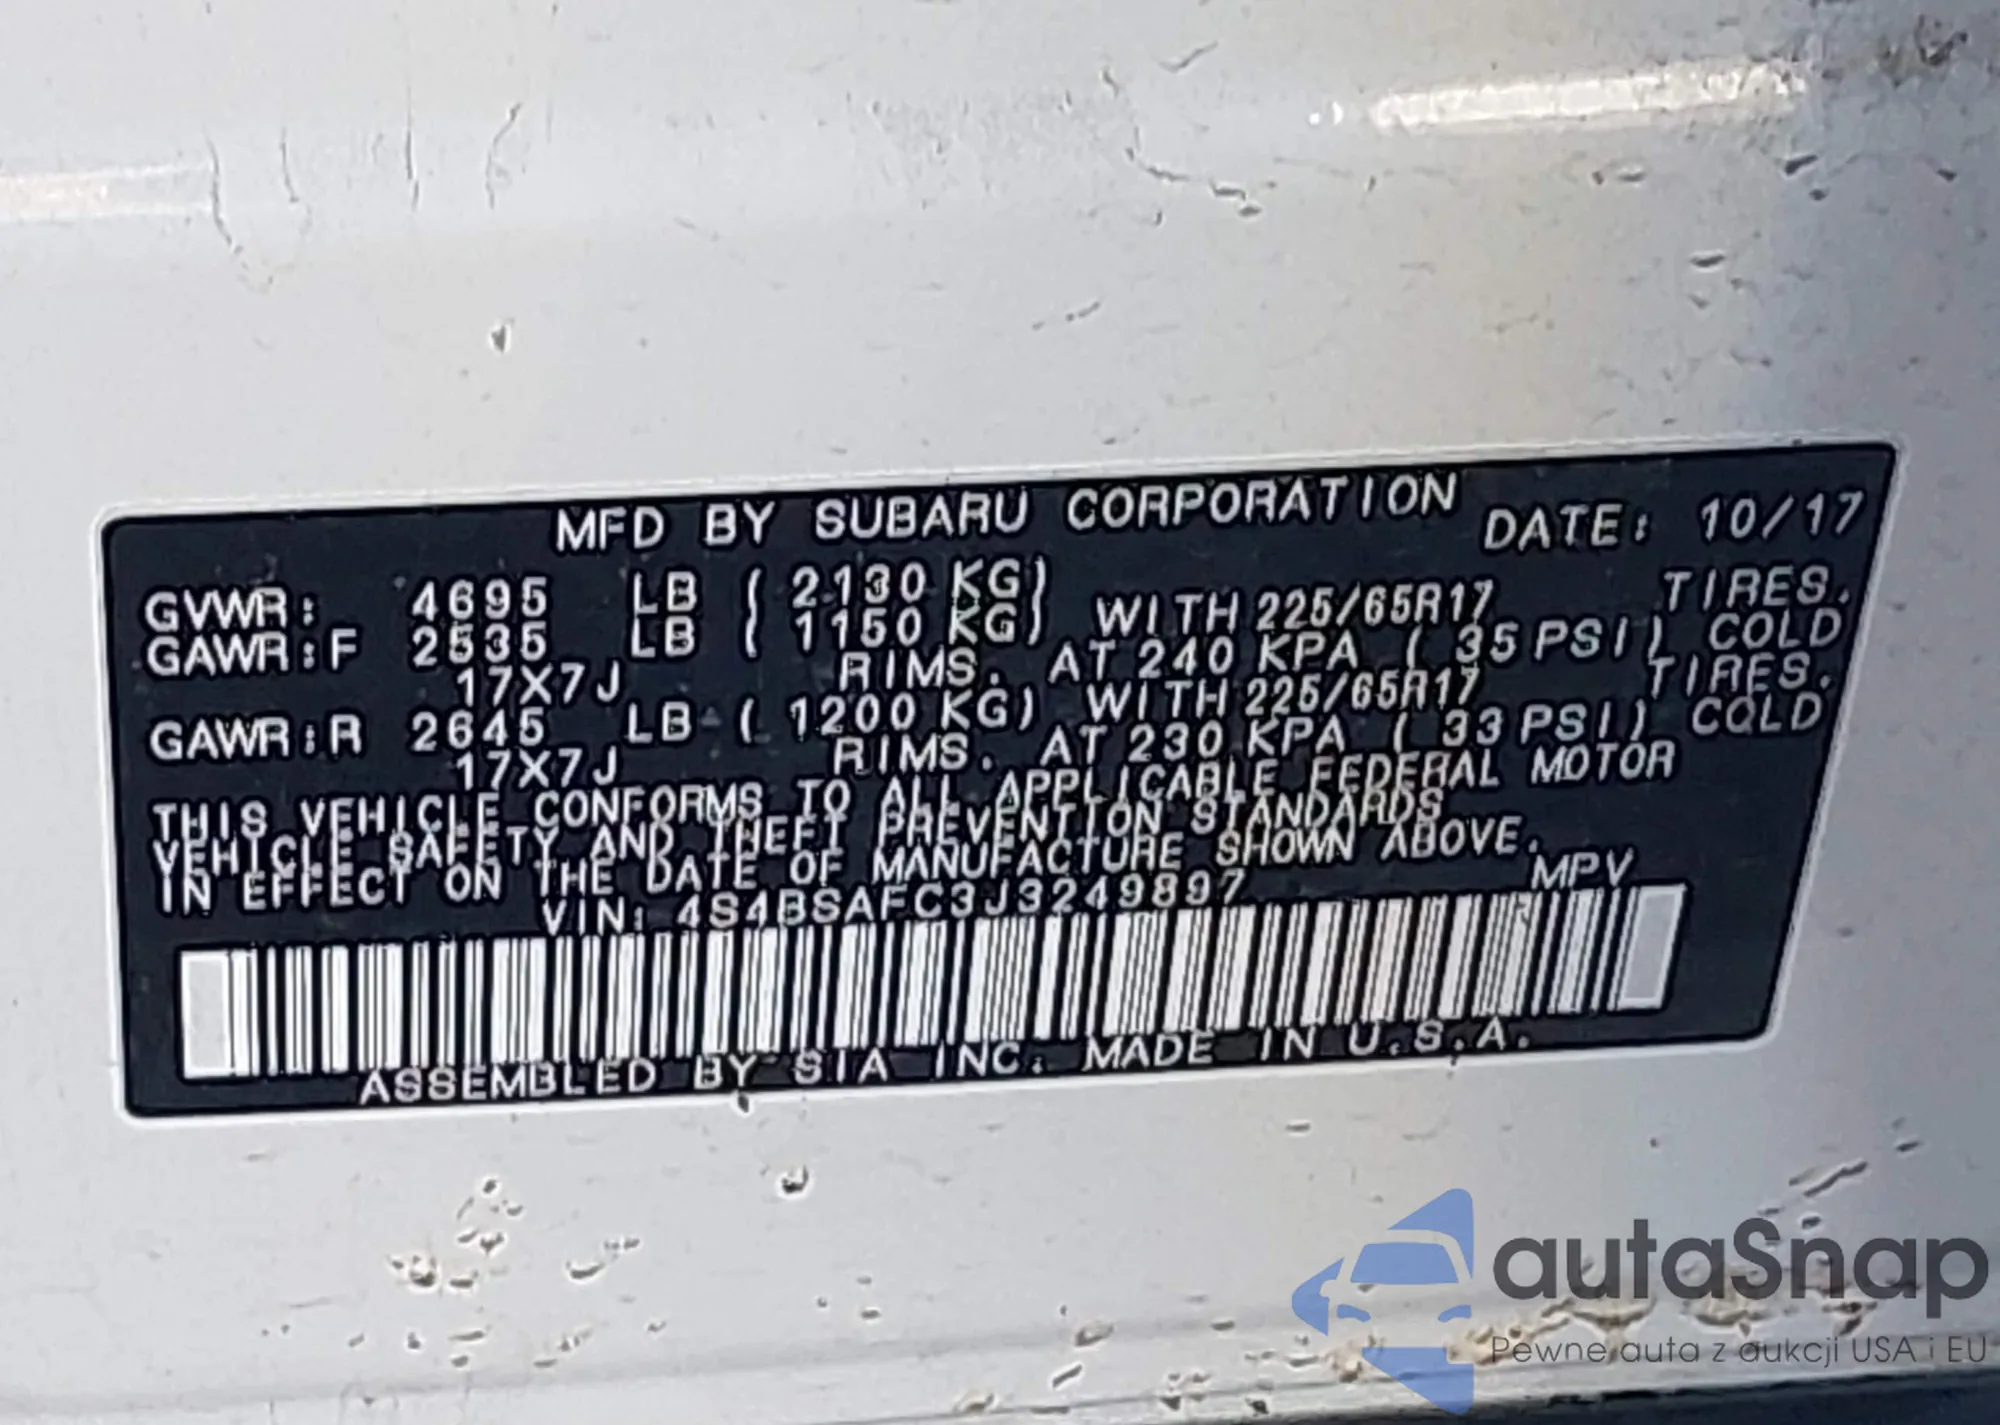 MFD BY SUBARU CORPORATION DATE: 10/17
GVWR: 4695 LB ( 2130 KG)
GAWR:F 2535 LB ( 1150 KG) WITH 225/65R17 TIRES.
17X7J RIMS. AT 240 KPA ( 35 PSI) COLD
GAWR:R 2645 LB ( 1200 KG) WITH 225/65R17 TIRES.
17X7J RIMS. AT 230 KPA ( 33 PSI) COLD
THIS VEHICLE CONFORMS TO ALL APPLICABLE FEDERAL MOTOR
VEHICLE SAFETY AND THEFT PREVENTION STANDARDS
IN EFFECT ON THE DATE OF MANUFACTURE SHOWN ABOVE.
VIN: 4S4BSAFC3J3249897 MPV
ASSEMBLED BY SIA INC. MADE IN U.S.A.
autaSnap
Pewne auta z aukcji USA i EU